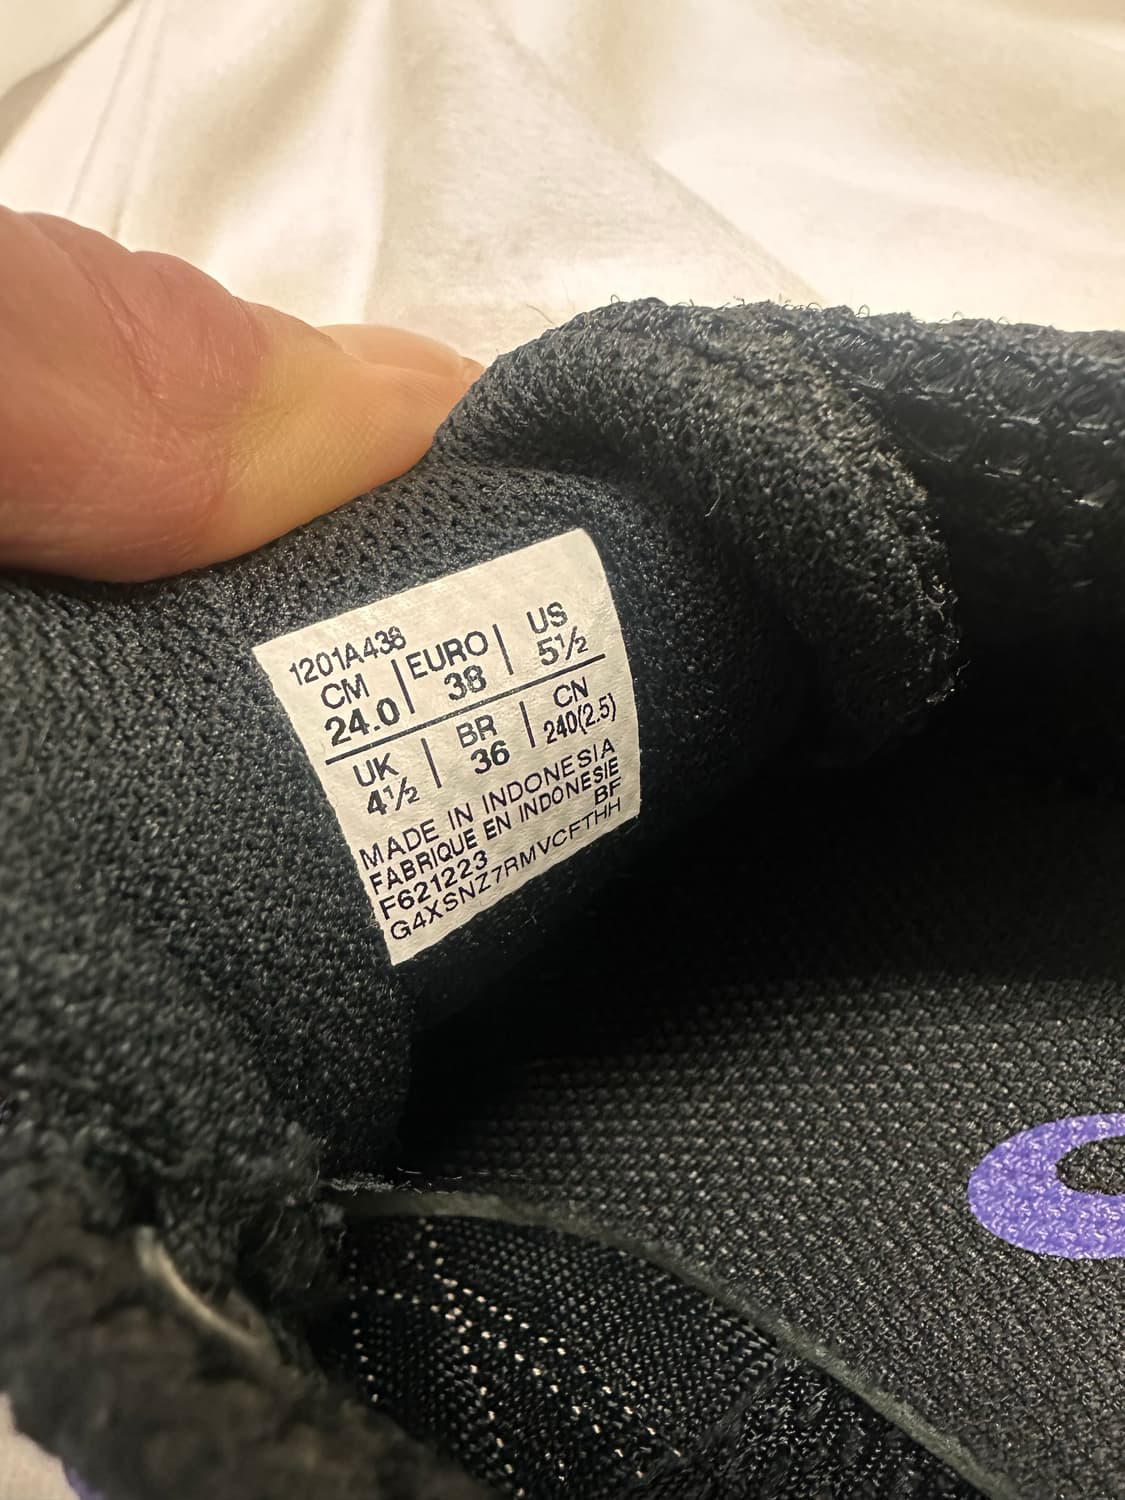 1201A438
CM | EURO | US
24.0 38 5½
UK | BR | CN
4½ 36 240(2.5)
MADE IN INDONESIA
FABRIQUE EN INDONESIE
F621223 BF
G4XSNZ7RMVCFTHH